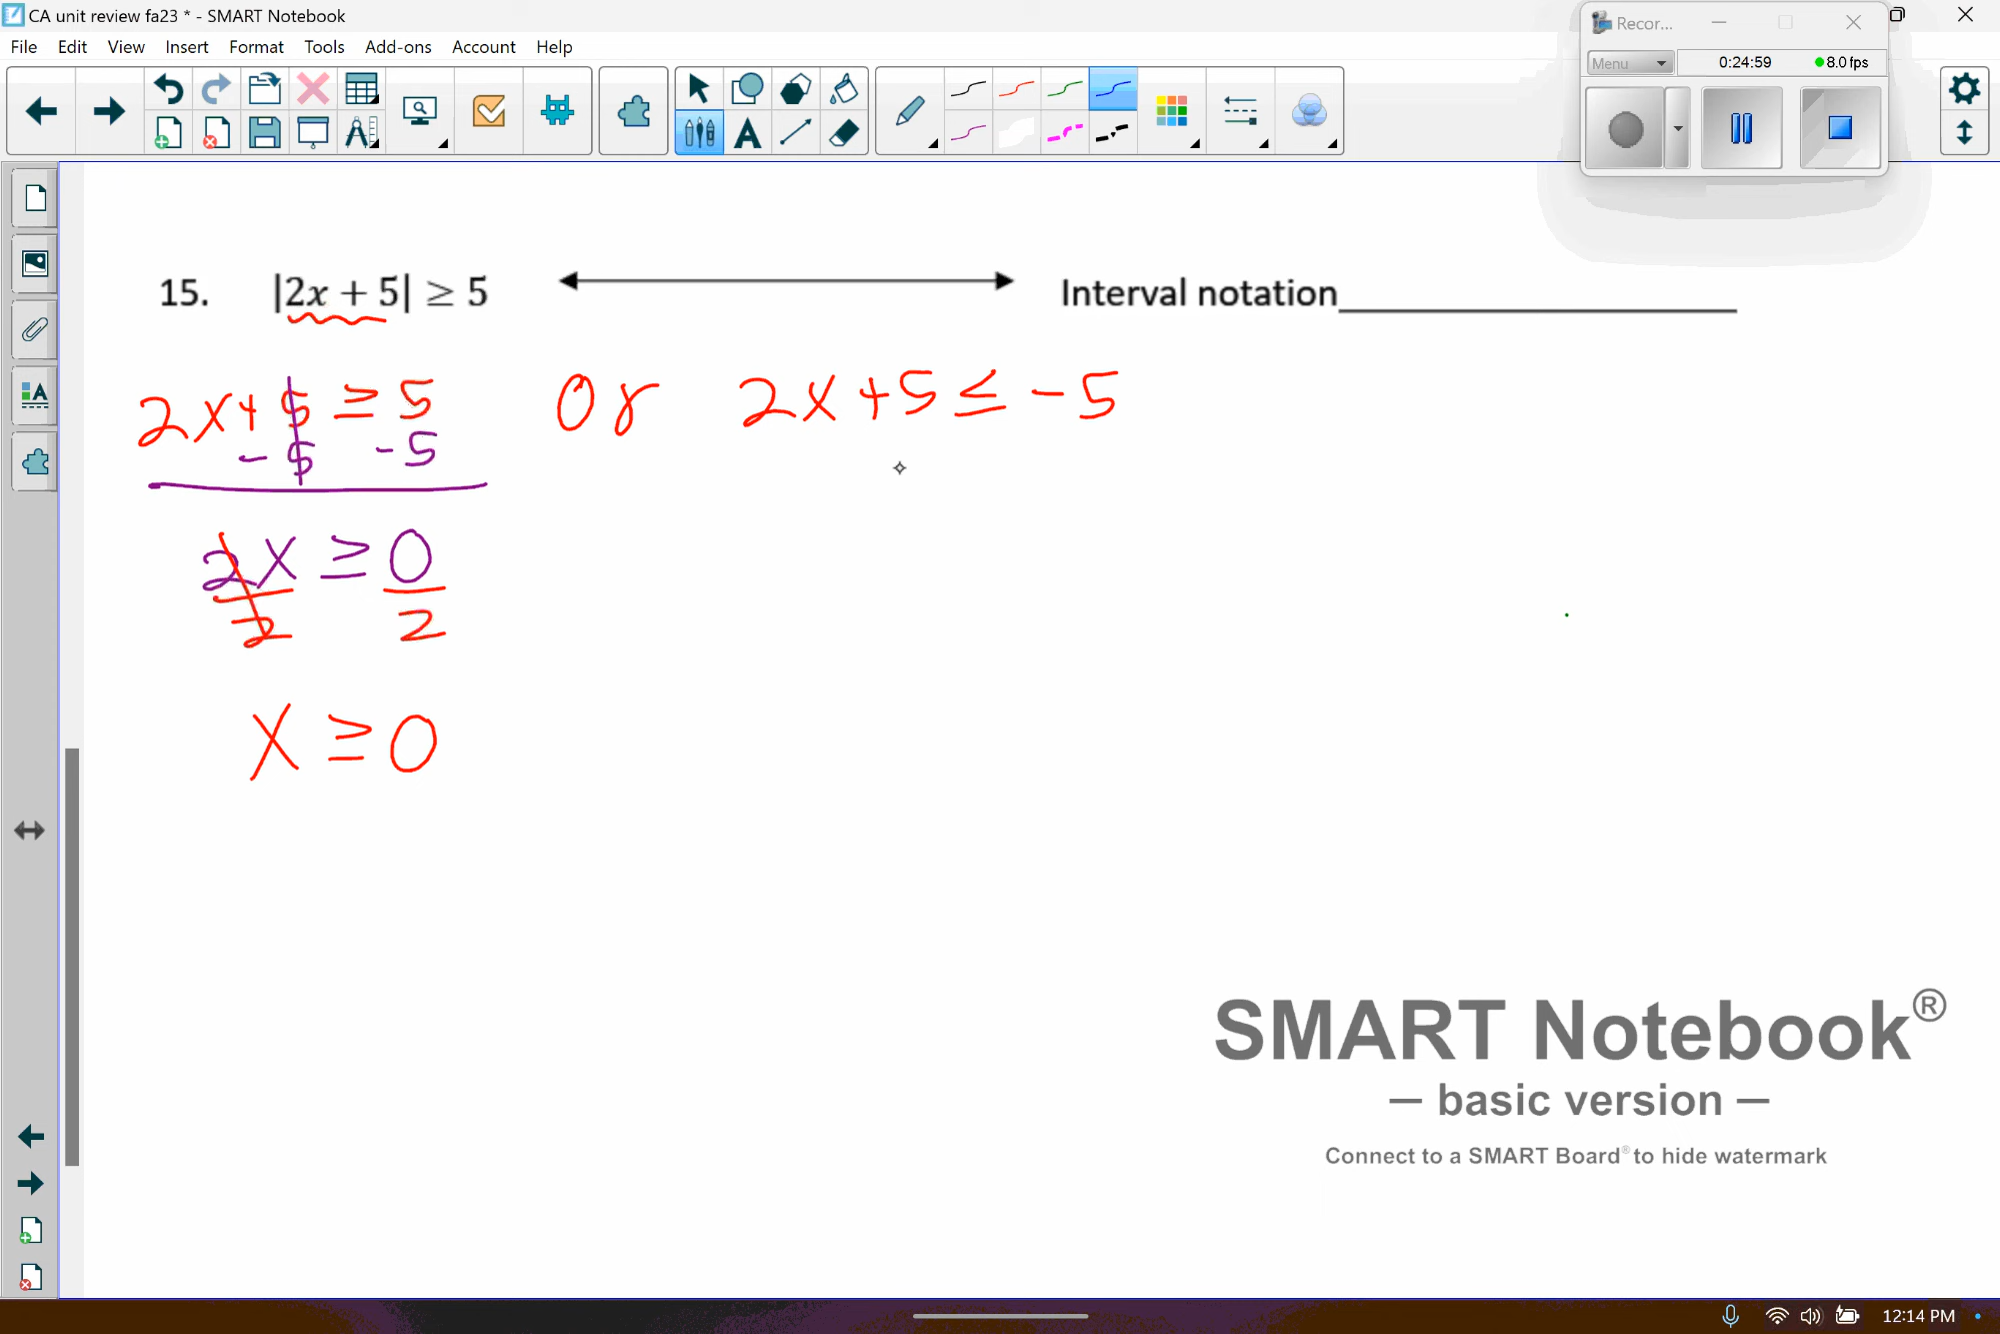 CA unit review fa23 * - SMART Notebook
File Edit View Insert Format Tools Add-ons Account Help
Recor...
Menu 0:24:59 8.0 fps
15. |2x + 5| ≥ 5 Interval notation
2x+5 ≥ 5 Or 2x+5 ≤ -5
-5 -5
2x ≥ 0
2 2
x ≥ 0
SMART Notebook®
— basic version —
Connect to a SMART Board® to hide watermark
12:14 PM